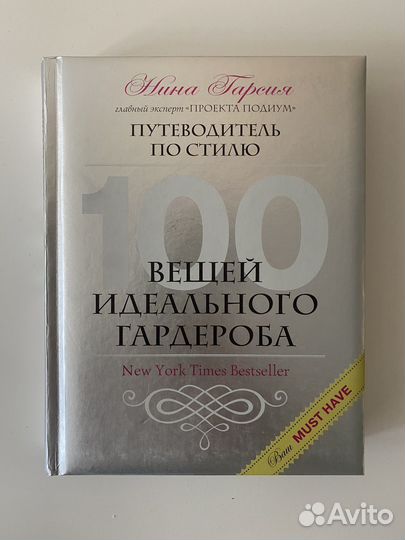 Нина Гарсия
главный эксперт «ПРОЕКТА ПОДИУМ»
ПУТЕВОДИТЕЛЬ
ПО СТИЛЮ
100
ВЕЩЕЙ
ИДЕАЛЬНОГО
ГАРДЕРОБА
New York Times Bestseller
Ваш MUST HAVE
Avito